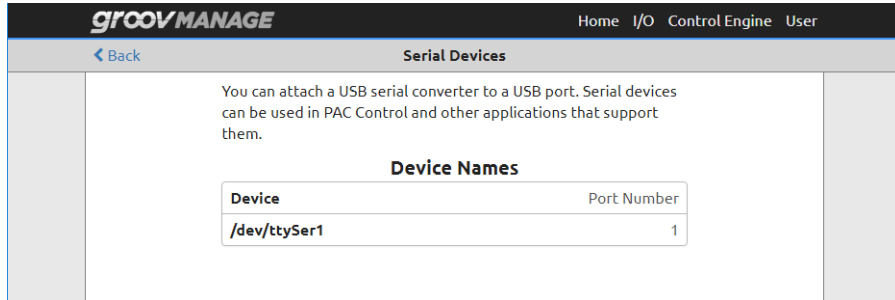 groov MANAGE Home I/O Control Engine User
Back Serial Devices
You can attach a USB serial converter to a USB port. Serial devices
can be used in PAC Control and other applications that support
them.
Device Names
Device Port Number
/dev/ttySer1 1